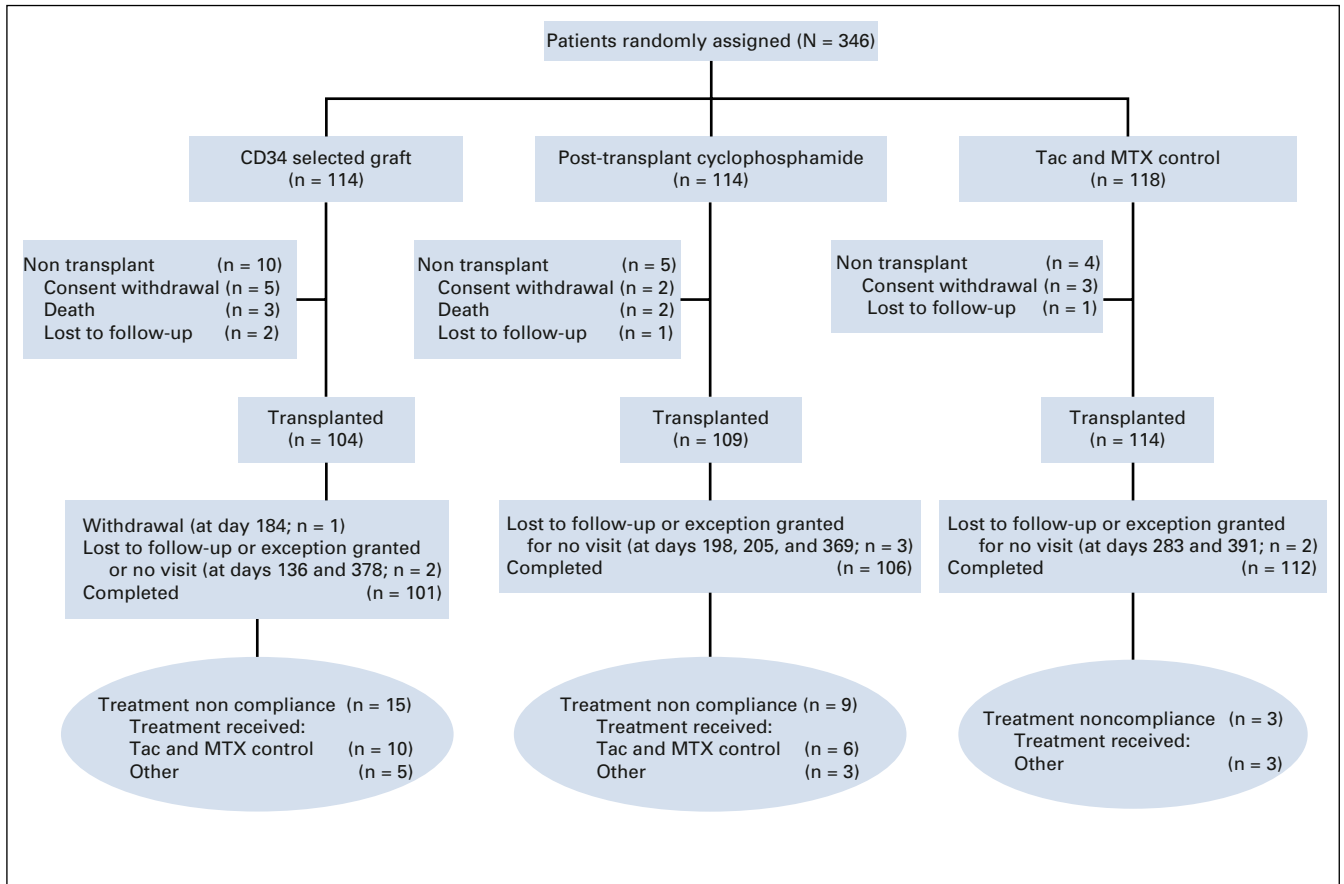 Patients randomly assigned (N = 346)
CD34 selected graft
(n = 114)
Post-transplant cyclophosphamide
(n = 114)
Tac and MTX control
(n = 118)
Non transplant (n = 10)
Consent withdrawal (n = 5)
Death (n = 3)
Lost to follow-up (n = 2)
Non transplant (n = 5)
Consent withdrawal (n = 2)
Death (n = 2)
Lost to follow-up (n = 1)
Non transplant (n = 4)
Consent withdrawal (n = 3)
Lost to follow-up (n = 1)
Transplanted
(n = 104)
Transplanted
(n = 109)
Transplanted
(n = 114)
Withdrawal (at day 184; n = 1)
Lost to follow-up or exception granted
or no visit (at days 136 and 378; n = 2)
Completed (n = 101)
Lost to follow-up or exception granted
for no visit (at days 198, 205, and 369; n = 3)
Completed (n = 106)
Lost to follow-up or exception granted
for no visit (at days 283 and 391; n = 2)
Completed (n = 112)
Treatment non compliance (n = 15)
Treatment received:
Tac and MTX control (n = 10)
Other (n = 5)
Treatment non compliance (n = 9)
Treatment received:
Tac and MTX control (n = 6)
Other (n = 3)
Treatment noncompliance (n = 3)
Treatment received:
Other (n = 3)